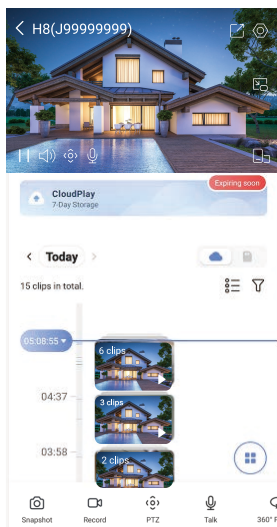 H8(J99999999)
CloudPlay
7-Day Storage
Expiring soon
Today
15 clips in total.
05:08:55
6 clips
04:37
3 clips
03:58
2 clips
Snapshot
Record
PTZ
Talk
360°